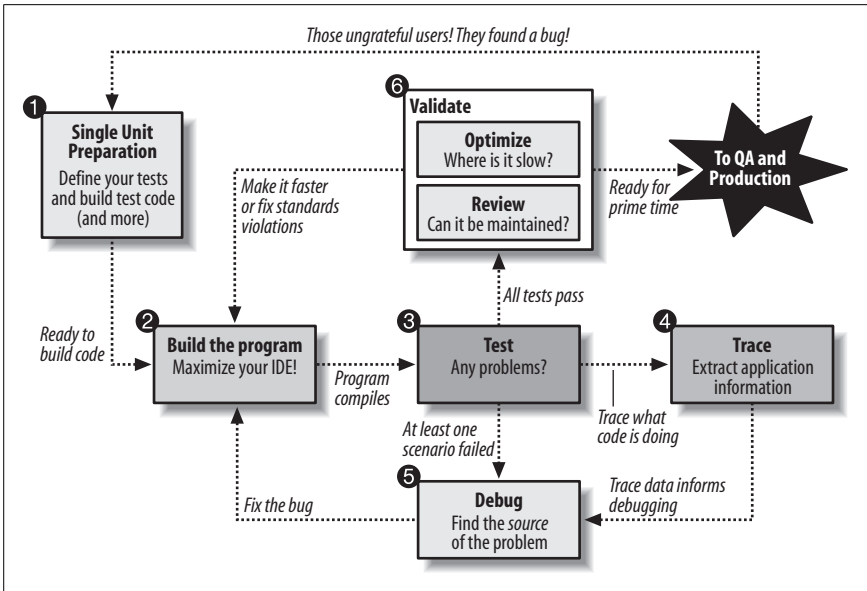 Those ungrateful users! They found a bug!
1
Single Unit
Preparation
Define your tests
and build test code
(and more)
6
Validate
Optimize
Where is it slow?
Review
Can it be maintained?
To QA and
Production
Make it faster
or fix standards
violations
Ready for
prime time
All tests pass
Ready to
build code
2
Build the program
Maximize your IDE!
Program
compiles
3
Test
Any problems?
4
Trace
Extract application
information
Trace what
code is doing
At least one
scenario failed
5
Debug
Find the source
of the problem
Fix the bug
Trace data informs
debugging